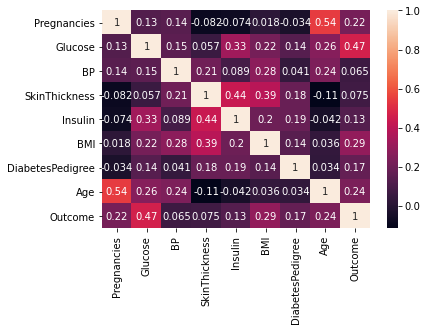 Pregnancies 1 0.13 0.14 -0.082 -0.074 0.018 -0.034 0.54 0.22
Glucose 0.13 1 0.15 0.057 0.33 0.22 0.14 0.26 0.47
BP 0.14 0.15 1 0.21 0.089 0.28 0.041 0.24 0.065
SkinThickness -0.082 0.057 0.21 1 0.44 0.39 0.18 -0.11 0.075
Insulin -0.074 0.33 0.089 0.44 1 0.2 0.19 -0.042 0.13
BMI 0.018 0.22 0.28 0.39 0.2 1 0.14 0.036 0.29
DiabetesPedigree -0.034 0.14 0.041 0.18 0.19 0.14 1 0.034 0.17
Age 0.54 0.26 0.24 -0.11 -0.042 0.036 0.034 1 0.24
Outcome 0.22 0.47 0.065 0.075 0.13 0.29 0.17 0.24 1
Pregnancies
Glucose
BP
SkinThickness
Insulin
BMI
DiabetesPedigree
Age
Outcome
1.0
0.8
0.6
0.4
0.2
0.0